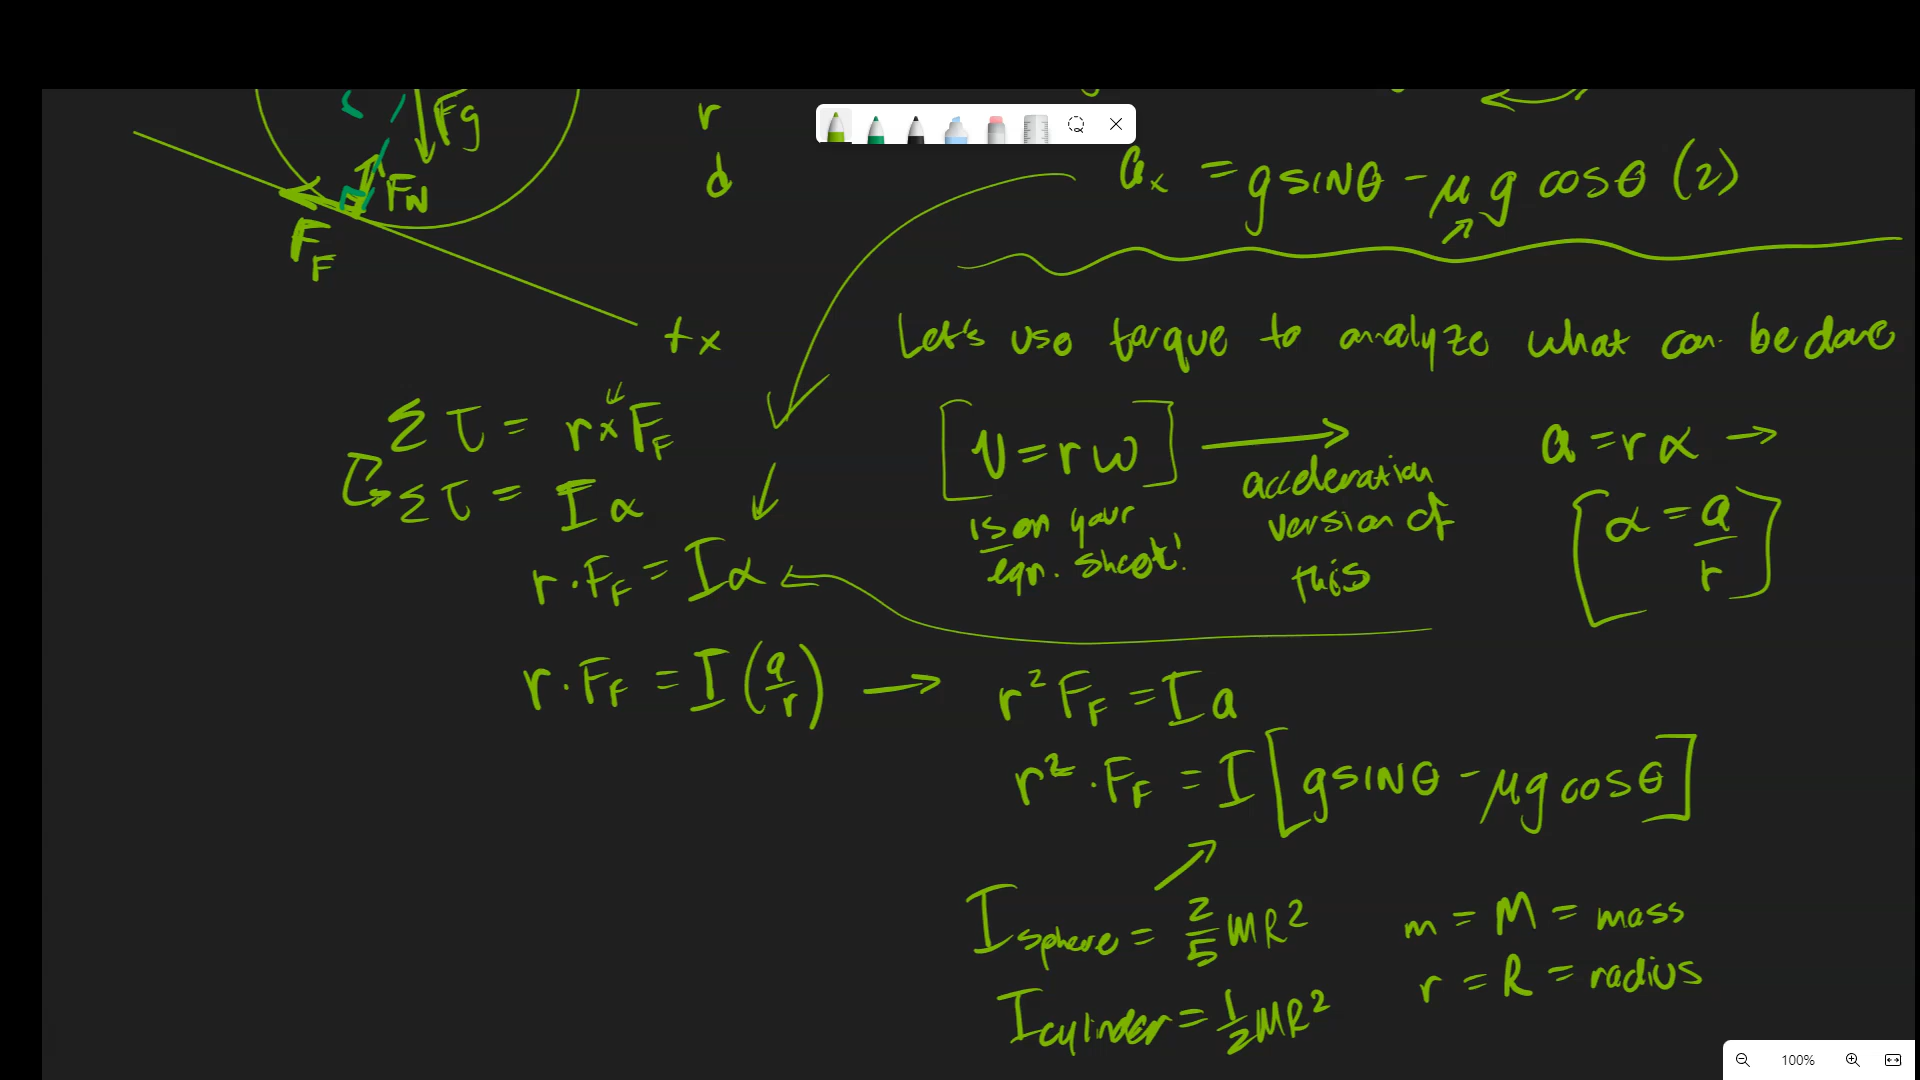 Fg
r
FN
d
aₓ = g sinθ - μg cosθ (2)
FF
+x
Let's use torque to analyze what can be done
Στ = r×FF
[v = rω]
a = rα →
acceleration
Στ = Iα
[α = a/r]
is on your
version of
eqn. sheet!
this
r·FF = Iα
r·FF = I(a/r) →
r²FF = Ia
r²·FF = I[g sinθ - μg cosθ]
Isphere = 2/5 MR²
m = M = mass
r = R = radius
Icylinder = 1/2 MR²
100%